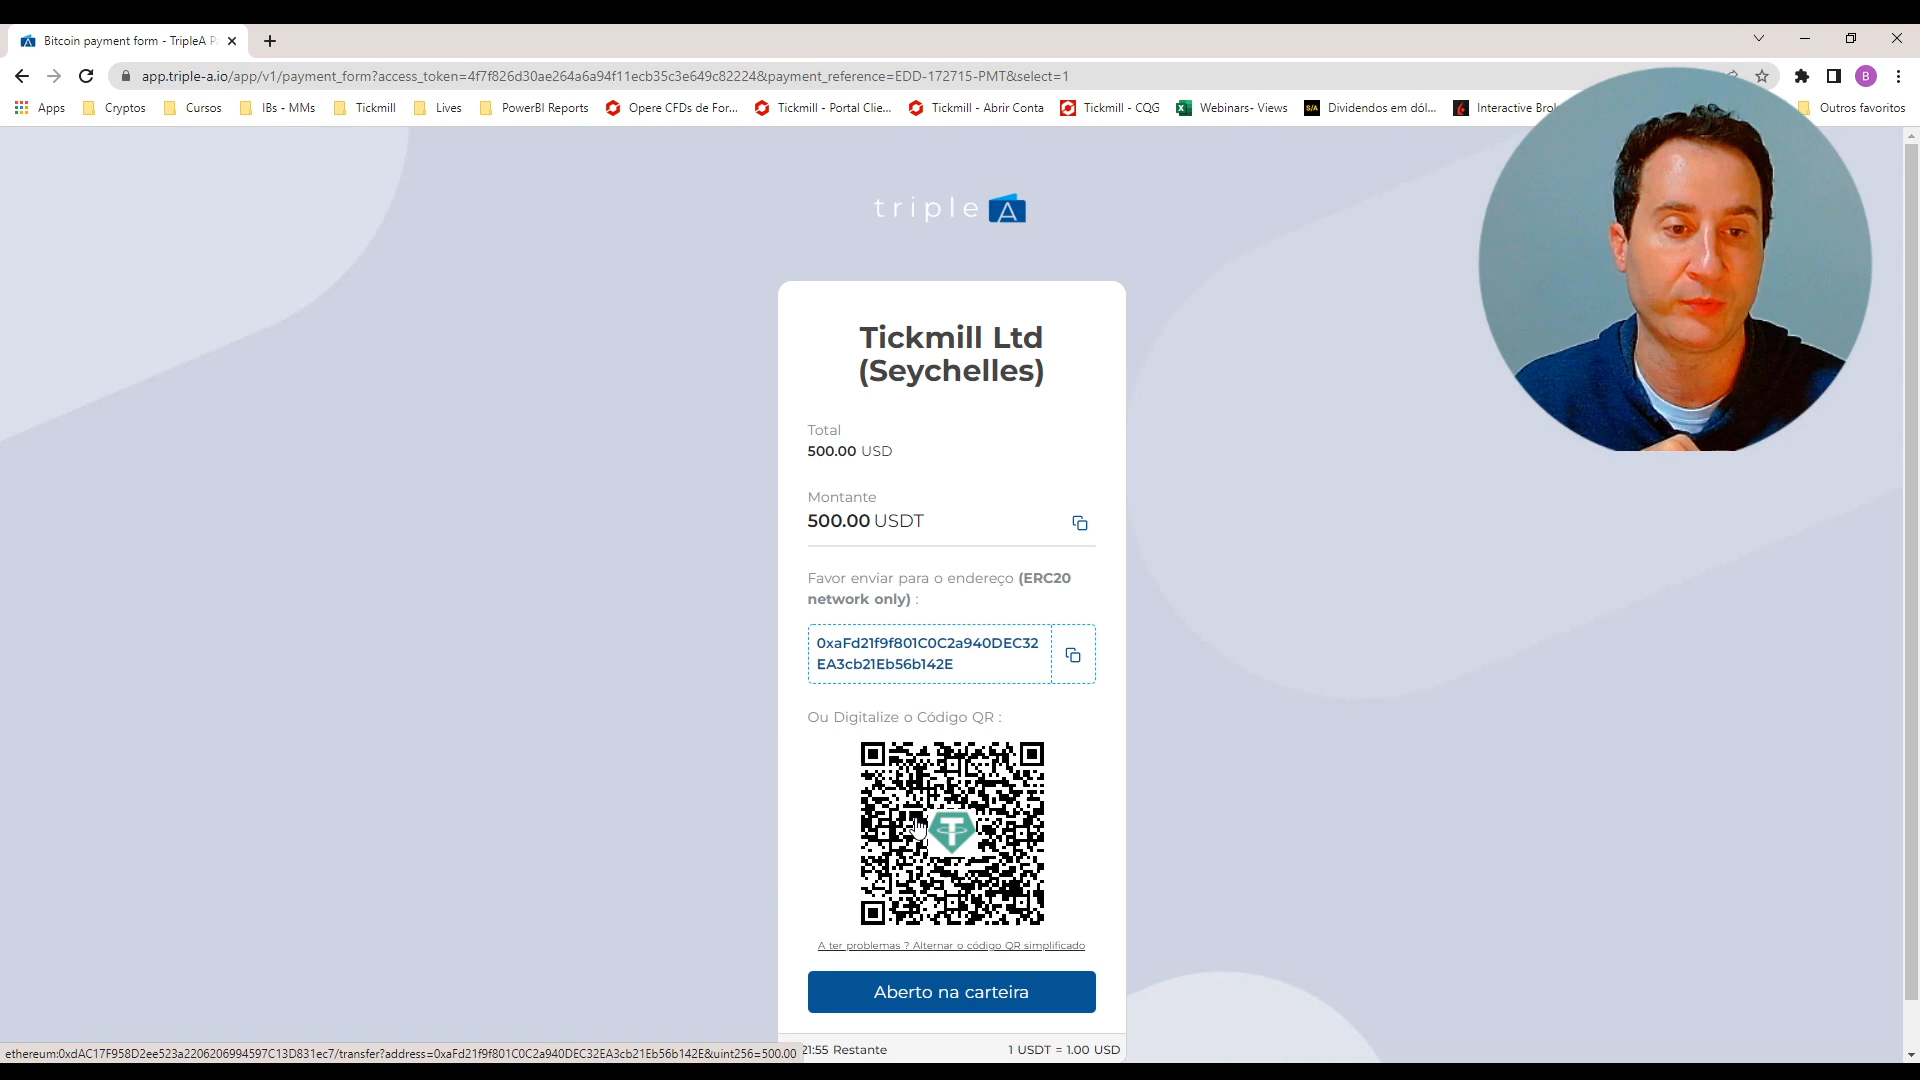 Bitcoin payment form - TripleA P
app.triple-a.io/app/v1/payment_form?access_token=4f7f826d30ae264a6a94f11ecb35c3e649c82224&payment_reference=EDD-172715-PMT&select=1
B
Apps Cryptos Cursos IBs - MMs Tickmill Lives PowerBI Reports Opere CFDs de For... Tickmill - Portal Clie... Tickmill - Abrir Conta Tickmill - CQG Webinars- Views Dividendos em dól... Interactive Brok Outros favoritos
triple A
Tickmill Ltd
(Seychelles)
Total
500.00 USD
Montante
500.00 USDT
Favor enviar para o endereço (ERC20
network only) :
0xaFd21f9f801C0C2a940DEC32
EA3cb21Eb56b142E
Ou Digitalize o Código QR :
A ter problemas ? Alternar o código QR simplificado
Aberto na carteira
21:55 Restante 1 USDT = 1.00 USD
ethereum:0xdAC17F958D2ee523a2206206994597C13D831ec7/transfer?address=0xaFd21f9f801C0C2a940DEC32EA3cb21Eb56b142E&uint256=500.00